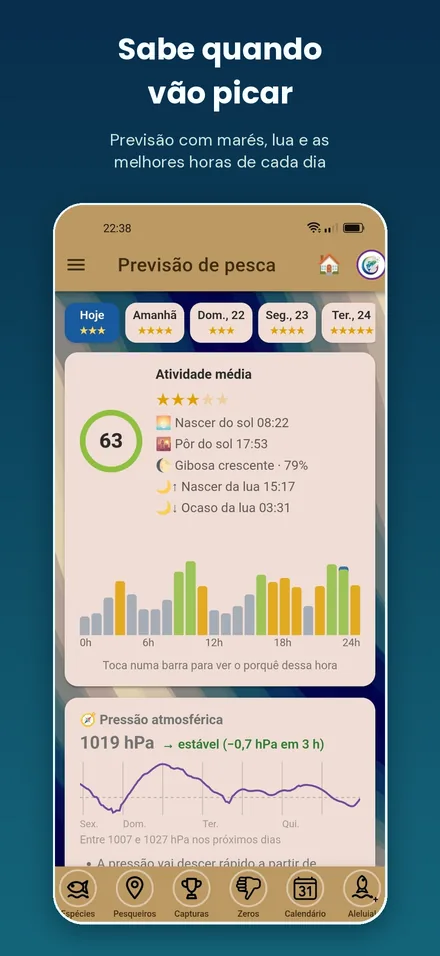 Sabe quando
vão picar
Previsão com marés, lua e as
melhores horas de cada dia
22:38
Previsão de pesca
Hoje
Amanhã
Dom., 22
Seg., 23
Ter., 24
Atividade média
63
Nascer do sol 08:22
Pôr do sol 17:53
Gibosa crescente · 79%
↑ Nascer da lua 15:17
↓ Ocaso da lua 03:31
0h 6h 12h 18h 24h
Toca numa barra para ver o porquê dessa hora
Pressão atmosférica
1019 hPa → estável (−0,7 hPa em 3 h)
Sex. Dom. Ter. Qui.
Entre 1007 e 1027 hPa nos próximos dias
• A pressão vai descer rápido a partir de
31
Espécies Pesqueiros Capturas Zeros Calendário Aleluia!